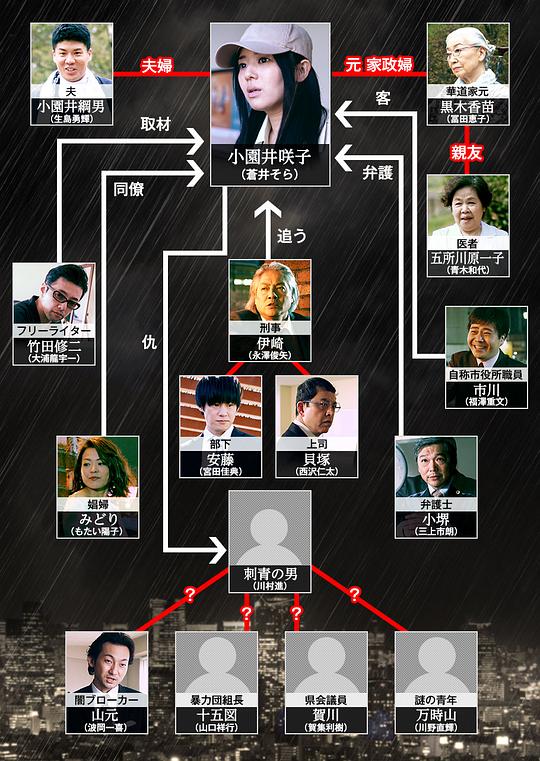 夫婦
元 家政婦
夫
小園井綱男
(生島勇輝)
小園井咲子
(蒼井そら)
華道家元
黒木香苗
(冨田恵子)
客
取材
親友
弁護
同僚
医者
五所川原一子
(青木和代)
追う
フリーライター
竹田修二
(大浦龍宇一)
仇
刑事
伊崎
(永澤俊矢)
自称市役所職員
市川
(福澤重文)
部下
安藤
(宮田佳典)
上司
貝塚
(西沢仁太)
娼婦
みどり
(もたい陽子)
弁護士
小堺
(三上市朗)
刺青の男
(川村進)
?
?
?
?
闇ブローカー
山元
(波岡一喜)
暴力団組長
十五図
(山口祥行)
県会議員
賀川
(賀集利樹)
謎の青年
万時山
(川野直輝)